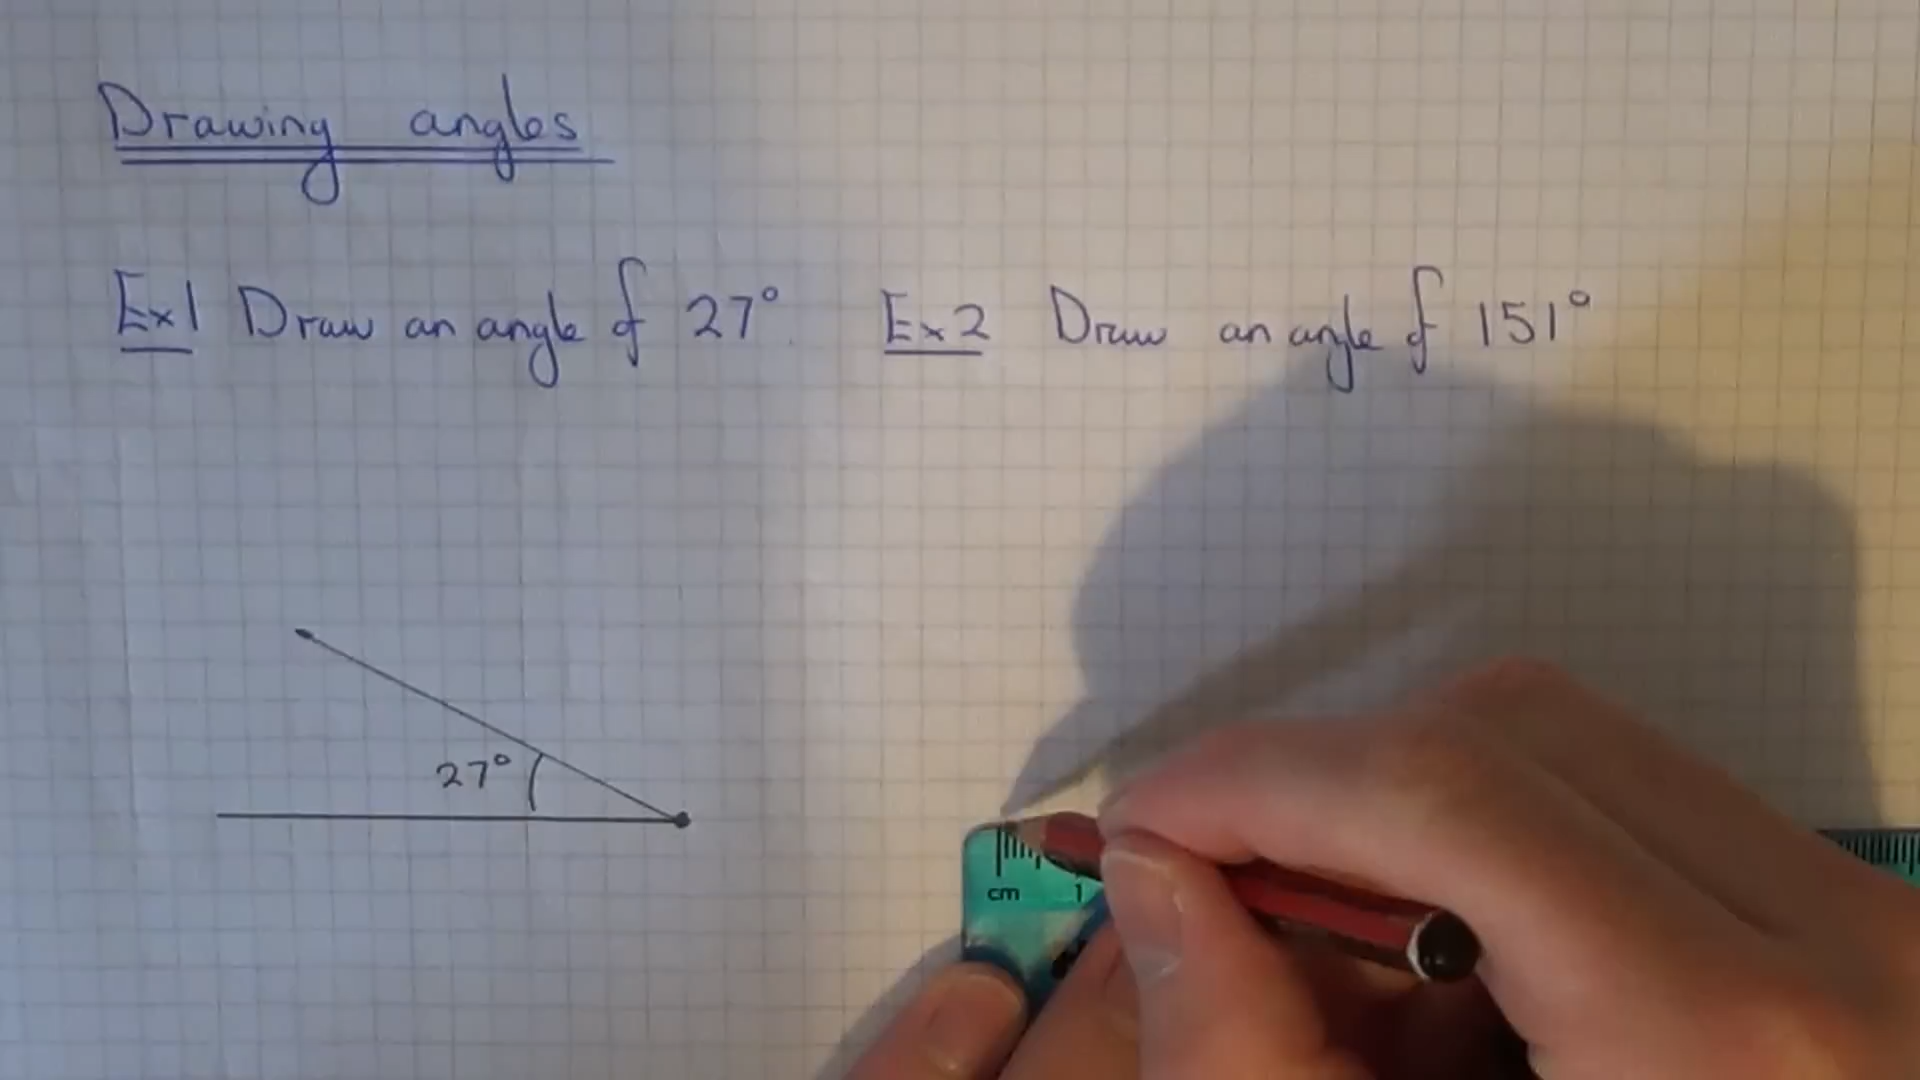 Drawing angles
Ex1 Draw an angle of 27°
Ex2 Draw an angle of 151°
27°
cm 1